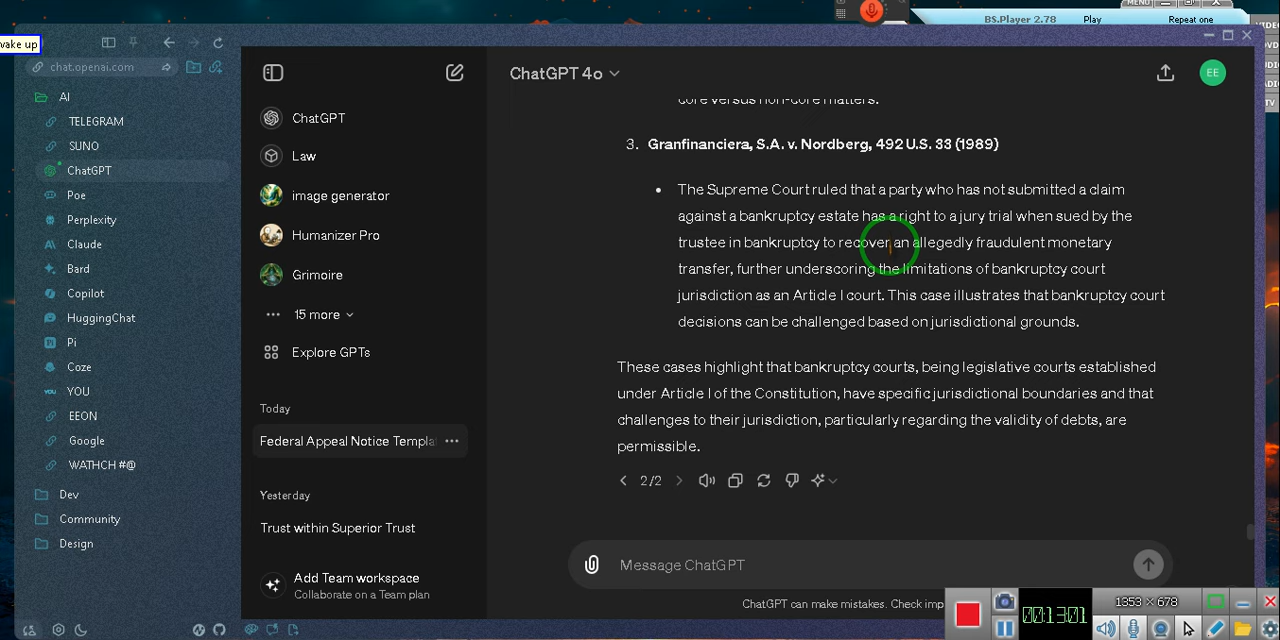 MENU
BS.Player 2.78 Play Repeat one
wake up
chat.openai.com
AI
TELEGRAM
SUNO
ChatGPT
Poe
Perplexity
Claude
Bard
Copilot
HuggingChat
Pi
Coze
YOU
EEON
Google
WATHCH #@
Dev
Community
Design
ChatGPT
Law
image generator
Humanizer Pro
Grimoire
15 more
Explore GPTs
Today
Federal Appeal Notice Templa
Yesterday
Trust within Superior Trust
Add Team workspace
Collaborate on a Team plan
ChatGPT 4o
EE
core versus non-core matters.
3. Granfinanciera, S.A. v. Nordberg, 492 U.S. 33 (1989)
• The Supreme Court ruled that a party who has not submitted a claim
against a bankruptcy estate has a right to a jury trial when sued by the
trustee in bankruptcy to recover an allegedly fraudulent monetary
transfer, further underscoring the limitations of bankruptcy court
jurisdiction as an Article I court. This case illustrates that bankruptcy court
decisions can be challenged based on jurisdictional grounds.
These cases highlight that bankruptcy courts, being legislative courts established
under Article I of the Constitution, have specific jurisdictional boundaries and that
challenges to their jurisdiction, particularly regarding the validity of debts, are
permissible.
2/2
Message ChatGPT
ChatGPT can make mistakes. Check imp
00:13:01
1353 × 678